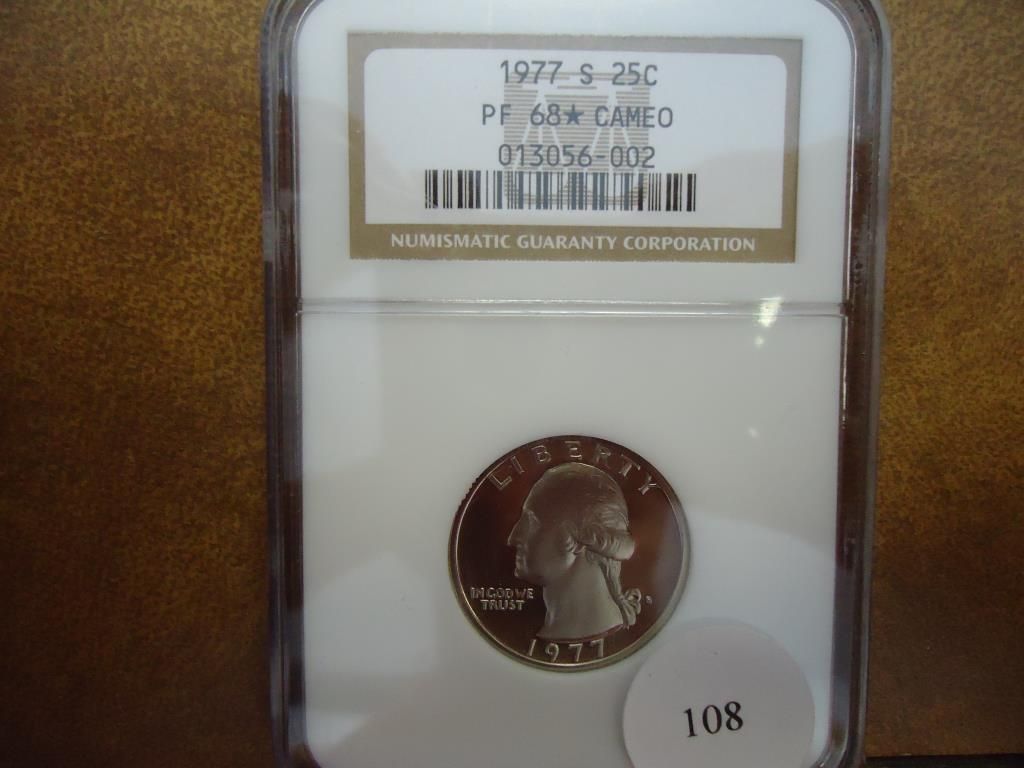 1977 S 25C
PF 68★ CAMEO
013056-002
NUMISMATIC GUARANTY CORPORATION
LIBERTY
IN GOD WE
TRUST
S
1977
108